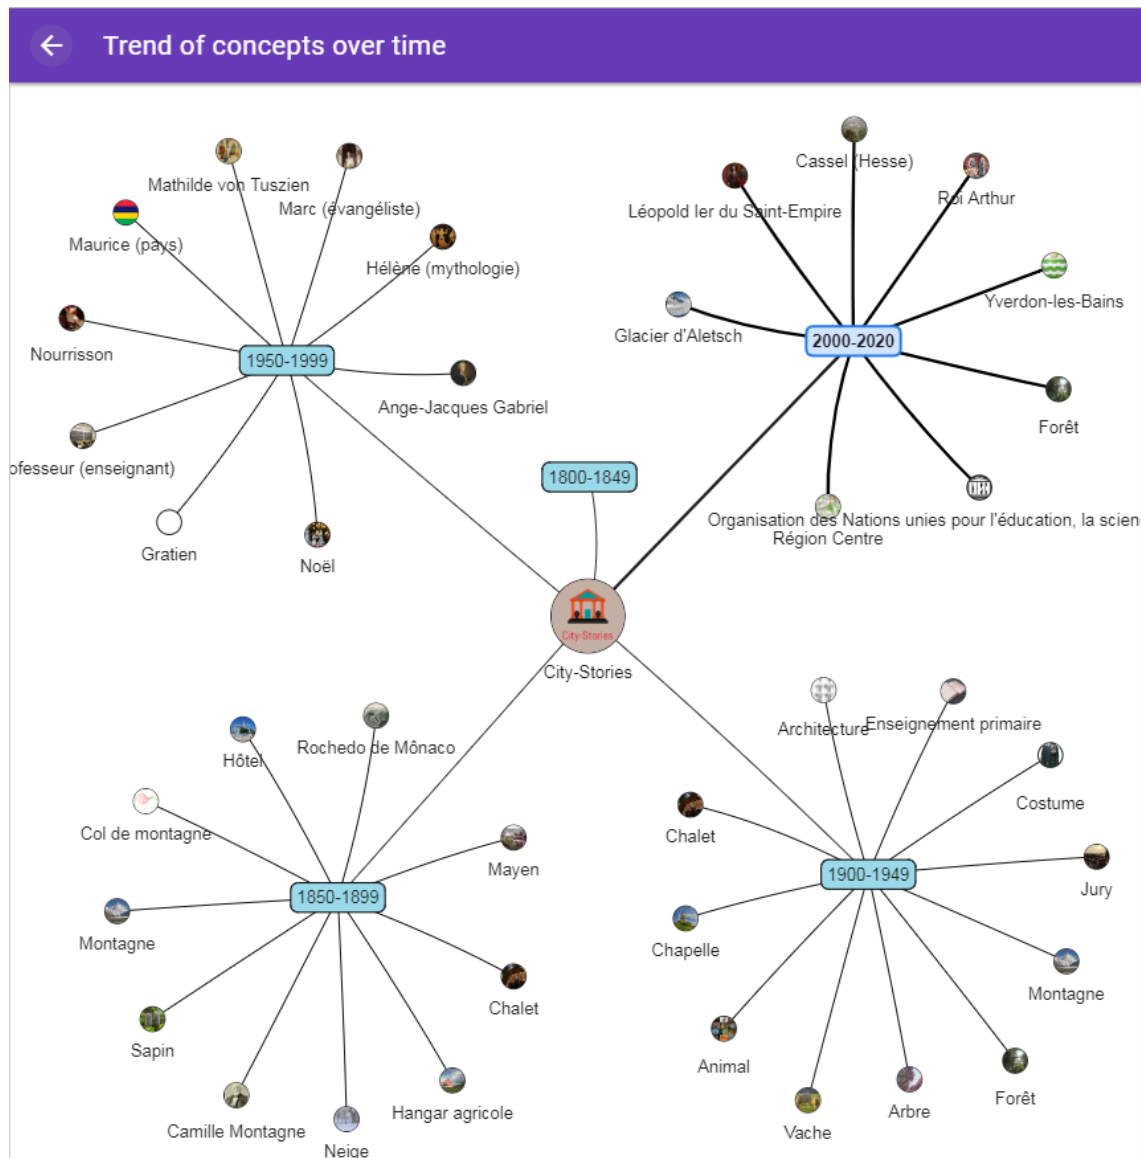 Trend of concepts over time
Mathilde von Tuszien
Marc (évangéliste)
Maurice (pays)
Hélène (mythologie)
Nourrisson
1950-1999
Ange-Jacques Gabriel
ofesseur (enseignant)
Gratien
Noël
Cassel (Hesse)
Léopold Ier du Saint-Empire
Roi Arthur
Yverdon-les-Bains
Glacier d'Aletsch
2000-2020
Forêt
Organisation des Nations unies pour l'éducation, la scien
Région Centre
1800-1849
City-Stories
City-Stories
Hôtel
Rochedo de Mônaco
Col de montagne
Mayen
1850-1899
Montagne
Chalet
Sapin
Hangar agricole
Camille Montagne
Neige
Architecture
Enseignement primaire
Costume
Chalet
1900-1949
Jury
Chapelle
Montagne
Animal
Forêt
Arbre
Vache